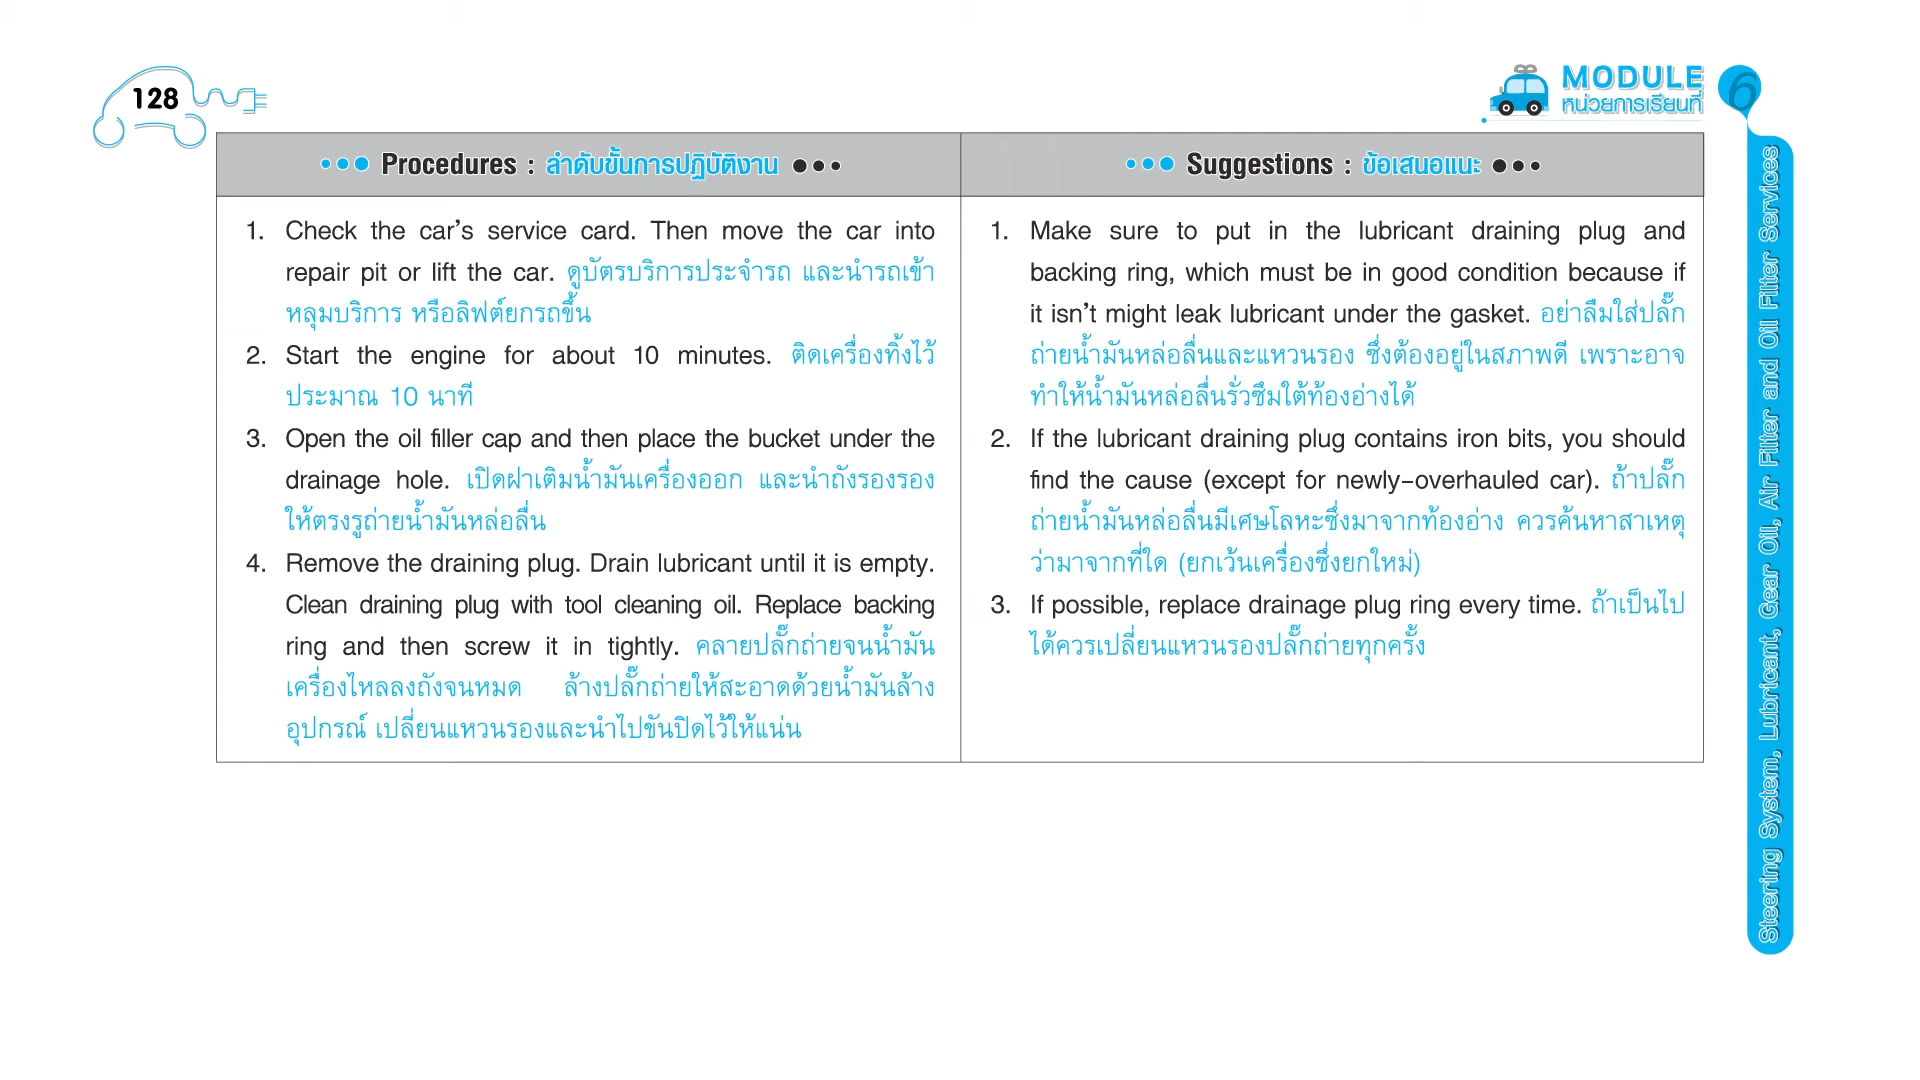 128
MODULE
หน่วยการเรียนที่
6
Procedures : ลำดับขั้นการปฏิบัติงาน
1. Check the car's service card. Then move the car into
repair pit or lift the car. ดูบัตรบริการประจำรถ และนำรถเข้า
หลุมบริการ หรือลิฟต์ยกรถขึ้น
2. Start the engine for about 10 minutes. ติดเครื่องทิ้งไว้
ประมาณ 10 นาที
3. Open the oil filler cap and then place the bucket under the
drainage hole. เปิดฝาเติมน้ำมันเครื่องออก และนำถังรองรอง
ให้ตรงรูถ่ายน้ำมันหล่อลื่น
4. Remove the draining plug. Drain lubricant until it is empty.
Clean draining plug with tool cleaning oil. Replace backing
ring and then screw it in tightly. คลายปลั๊กถ่ายจนน้ำมัน
เครื่องไหลลงถังจนหมด ล้างปลั๊กถ่ายให้สะอาดด้วยน้ำมันล้าง
อุปกรณ์ เปลี่ยนแหวนรองและนำไปขันปิดไว้ให้แน่น
Suggestions : ข้อเสนอแนะ
1. Make sure to put in the lubricant draining plug and
backing ring, which must be in good condition because if
it isn't might leak lubricant under the gasket. อย่าลืมใส่ปลั๊ก
ถ่ายน้ำมันหล่อลื่นและแหวนรอง ซึ่งต้องอยู่ในสภาพดี เพราะอาจ
ทำให้น้ำมันหล่อลื่นรั่วซึมใต้ท้องอ่างได้
2. If the lubricant draining plug contains iron bits, you should
find the cause (except for newly-overhauled car). ถ้าปลั๊ก
ถ่ายน้ำมันหล่อลื่นมีเศษโลหะซึ่งมาจากท้องอ่าง ควรค้นหาสาเหตุ
ว่ามาจากที่ใด (ยกเว้นเครื่องซึ่งยกใหม่)
3. If possible, replace drainage plug ring every time. ถ้าเป็นไป
ได้ควรเปลี่ยนแหวนรองปลั๊กถ่ายทุกครั้ง
Steering System, Lubricant, Gear Oil, Air Filter and Oil Filter Services